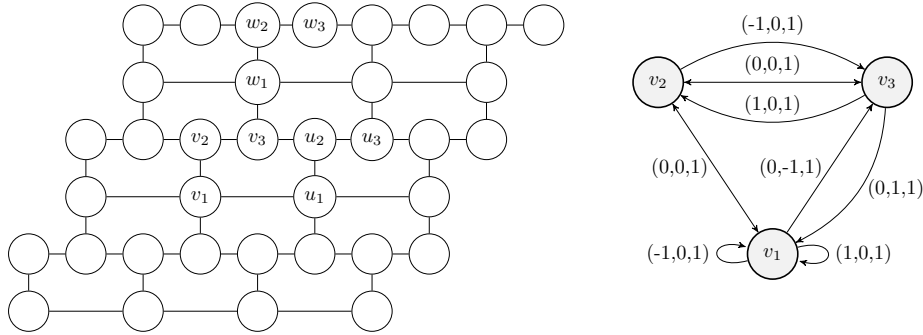 w2 w3
w1
v2 v3 u2 u3
v1 u1
(-1,0,1)
v2 (0,0,1) v3
(1,0,1)
(0,0,1) (0,-1,1) (0,1,1)
(-1,0,1) v1 (1,0,1)